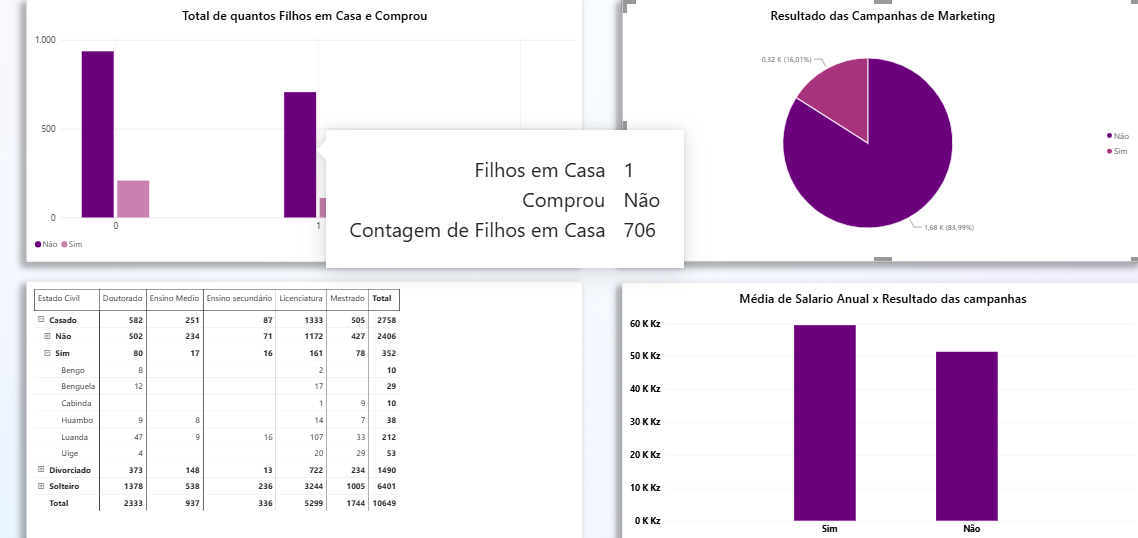 Total de quantos Filhos em Casa e Comprou
1.000
500
0
0
1
Não Sim
Filhos em Casa 1
Comprou Não
Contagem de Filhos em Casa 706
Resultado das Campanhas de Marketing
0,32 K (16,01%)
1,68 K (83,99%)
Não
Sim
Estado Civil Doutorado Ensino Medio Ensino secundário Licenciatura Mestrado Total
Casado 582 251 87 1333 505 2758
Não 502 234 71 1172 427 2406
Sim 80 17 16 161 78 352
Bengo 8 2 10
Benguela 12 17 29
Cabinda 1 9 10
Huambo 9 8 14 7 38
Luanda 47 9 16 107 33 212
Uige 4 20 29 53
Divorciado 373 148 13 722 234 1490
Solteiro 1378 538 236 3244 1005 6401
Total 2333 937 336 5299 1744 10649
Média de Salario Anual x Resultado das campanhas
60 K Kz
50 K Kz
40 K Kz
30 K Kz
20 K Kz
10 K Kz
0 K Kz
Sim Não